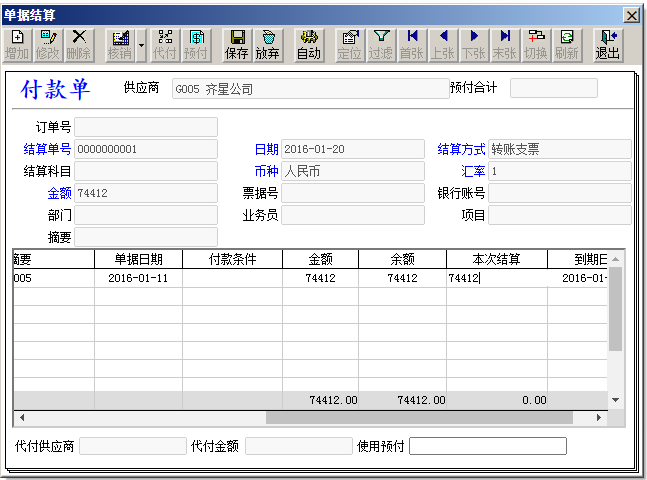 单据结算
增加 修改 删除 核销 代付 预付 保存 放弃 自动 定位 过滤 首张 上张 下张 末张 切换 刷新 退出
付款单 供应商 G005 齐星公司 预付合计
订单号
结算单号 0000000001 日期 2016-01-20 结算方式 转账支票
结算科目 币种 人民币 汇率 1
金额 74412 票据号 银行账号
部门 业务员 项目
摘要
摘要 单据日期 付款条件 金额 余额 本次结算 到期日
005 2016-01-11 74412 74412 74412 2016-01-
74412.00 74412.00 0.00
代付供应商 代付金额 使用预付